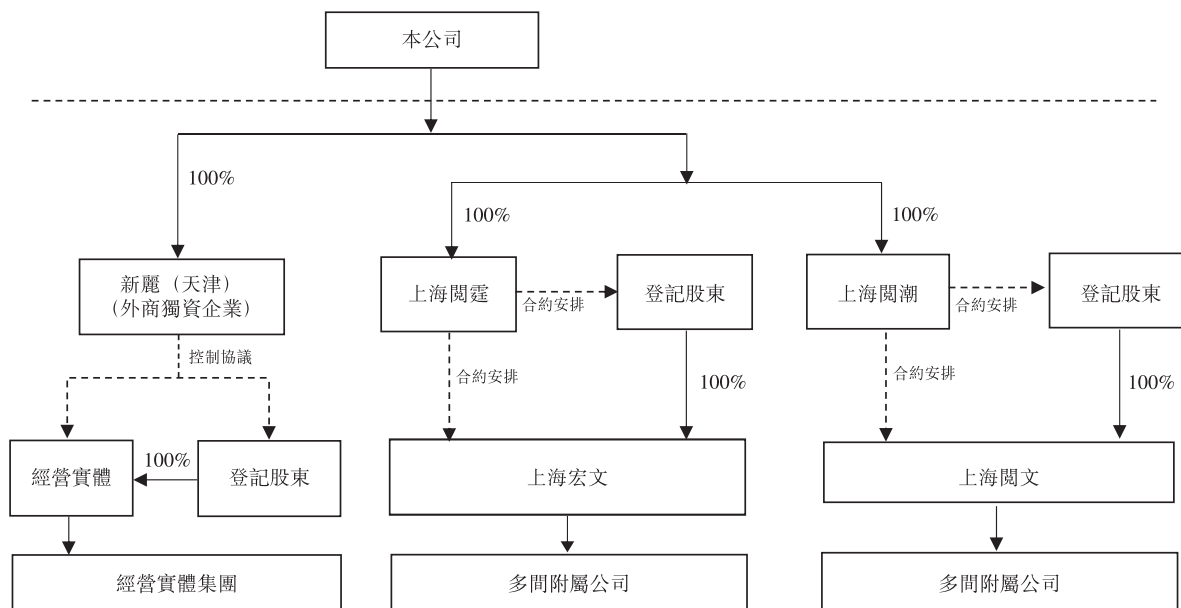 本公司
100%
100%
100%
新麗（天津）
（外商獨資企業）
上海閱霆
合約安排
登記股東
上海閱潮
合約安排
登記股東
控制協議
合約安排
100%
合約安排
100%
經營實體
100%
登記股東
上海宏文
上海閱文
經營實體集團
多間附屬公司
多間附屬公司